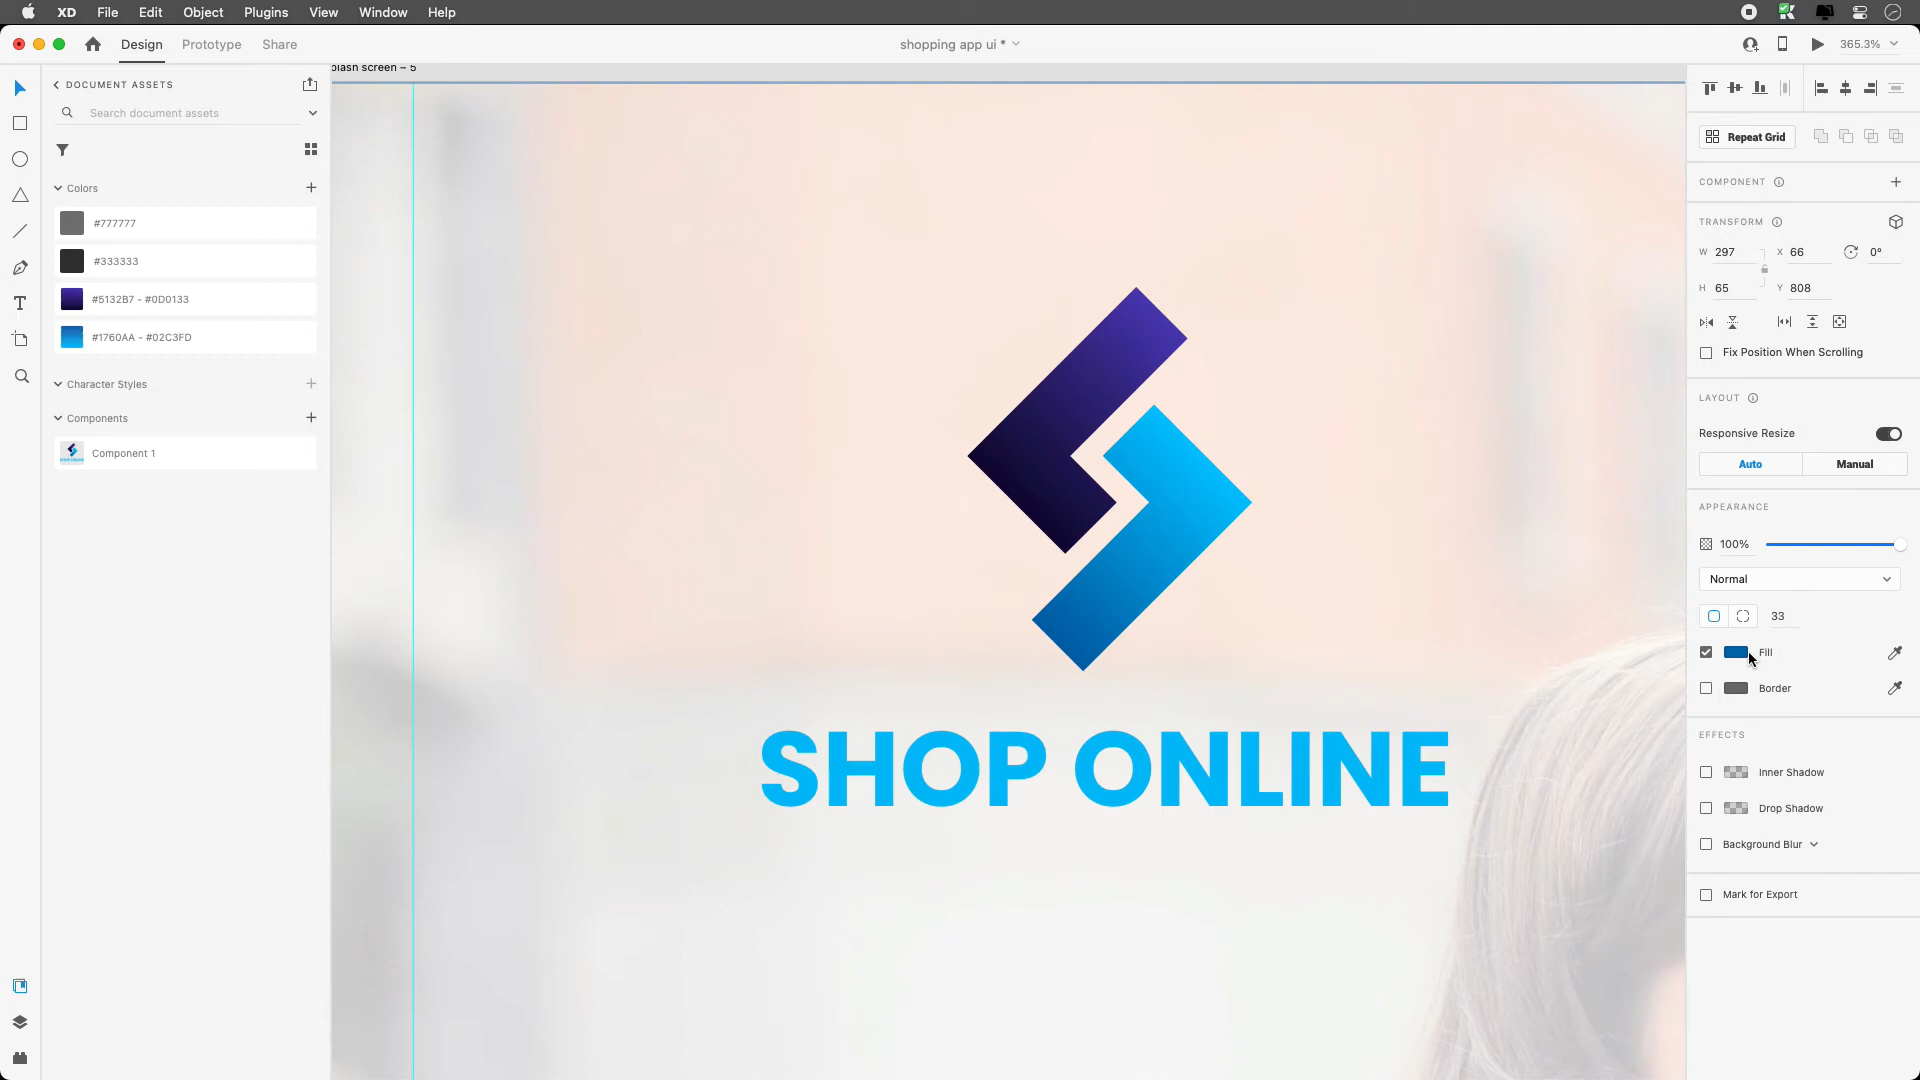 XD File Edit Object Plugins View Window Help
Design Prototype Share
shopping app ui *
365.3%
DOCUMENT ASSETS
Search document assets
Colors
#777777
#333333
#5132B7 - #0D0133
#1760AA - #02C3FD
Character Styles
Components
Component 1
plash screen – 5
SHOP ONLINE
Repeat Grid
COMPONENT
TRANSFORM
W 297 X 66 0°
H 65 Y 808
Fix Position When Scrolling
LAYOUT
Responsive Resize
Auto Manual
APPEARANCE
100%
Normal
33
Fill
Border
EFFECTS
Inner Shadow
Drop Shadow
Background Blur
Mark for Export